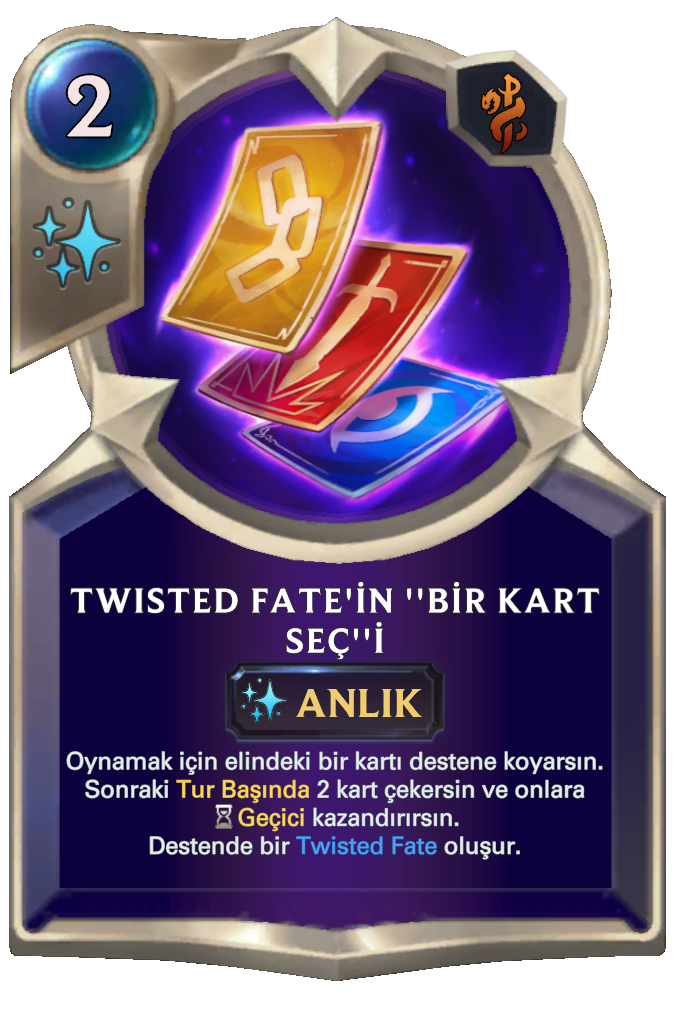 2
TWISTED FATE'İN ''BİR KART
SEÇ''İ
ANLIK
Oynamak için elindeki bir kartı destene koyarsın.
Sonraki Tur Başında 2 kart çekersin ve onlara
Geçici kazandırırsın.
Destende bir Twisted Fate oluşur.